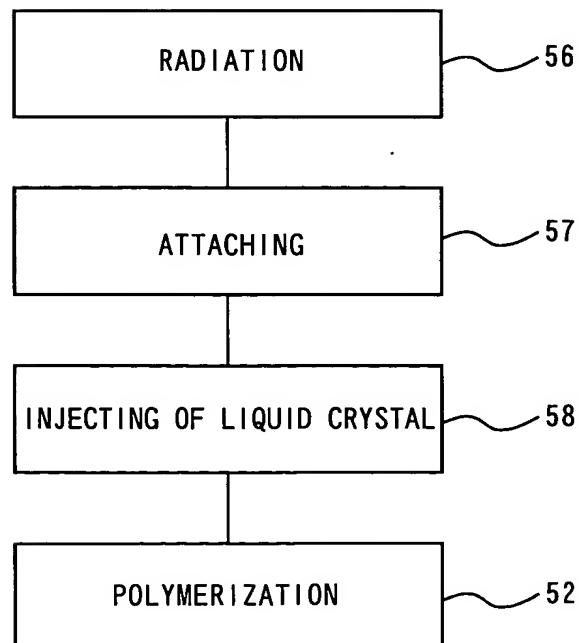 RADIATION 56
ATTACHING 57
INJECTING OF LIQUID CRYSTAL 58
POLYMERIZATION 52